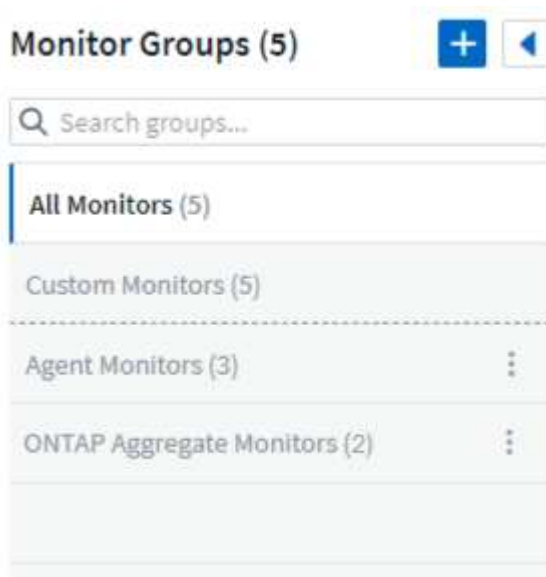 Monitor Groups (5)
Search groups...
All Monitors (5)
Custom Monitors (5)
Agent Monitors (3)
ONTAP Aggregate Monitors (2)